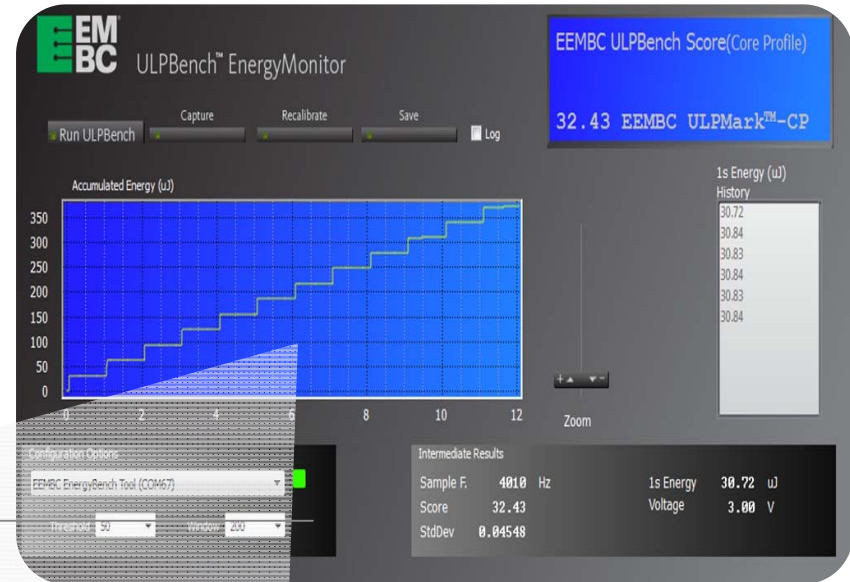 EM
BC
ULPBench™ EnergyMonitor
EEMBC ULPBench Score(Core Profile)
32.43 EEMBC ULPMark™-CP
Run ULPBench
Capture
Recalibrate
Save
Log
Accumulated Energy (uJ)
350
300
250
200
150
100
50
0
0 2 4 6 8 10 12
Zoom
1s Energy (uJ)
History
30.72
30.84
30.83
30.84
30.83
30.84
Configuration Options
EEMBC EnergyBench Tool (COM67)
Threshold 50 Window 200
Intermediate Results
Sample F. 4010 Hz
Score 32.43
StdDev 0.04548
1s Energy 30.72 uJ
Voltage 3.00 V